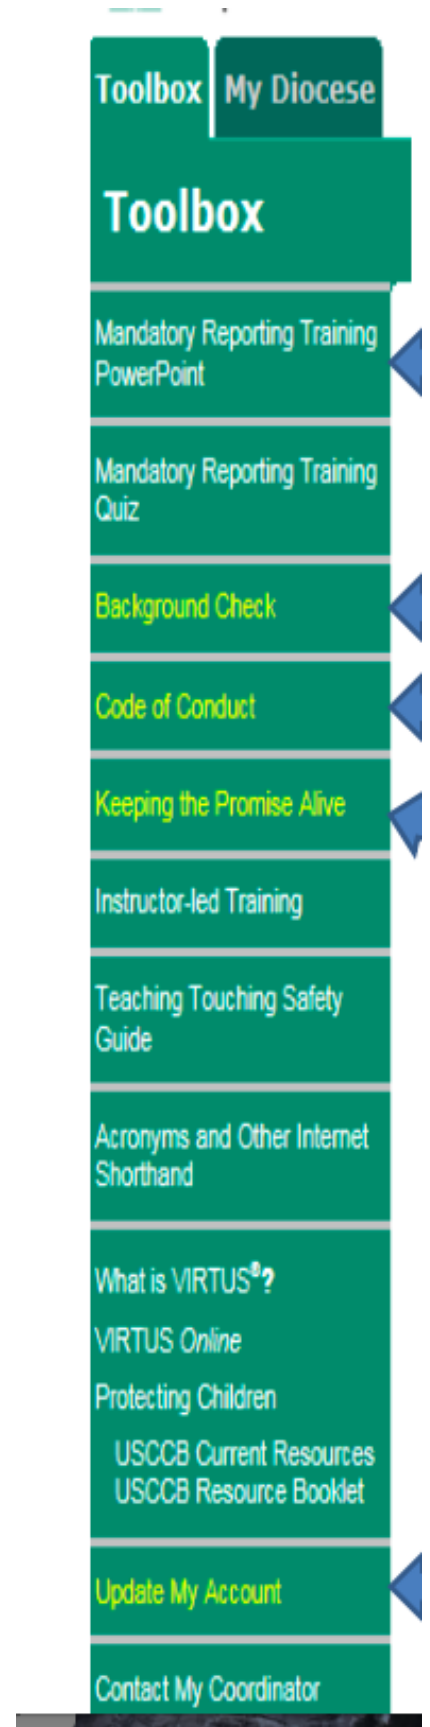 Toolbox My Diocese
Toolbox
Mandatory Reporting Training
PowerPoint
Mandatory Reporting Training
Quiz
Background Check
Code of Conduct
Keeping the Promise Alive
Instructor-led Training
Teaching Touching Safety
Guide
Acronyms and Other Internet
Shorthand
What is VIRTUS®?
VIRTUS Online
Protecting Children
USCCB Current Resources
USCCB Resource Booklet
Update My Account
Contact My Coordinator